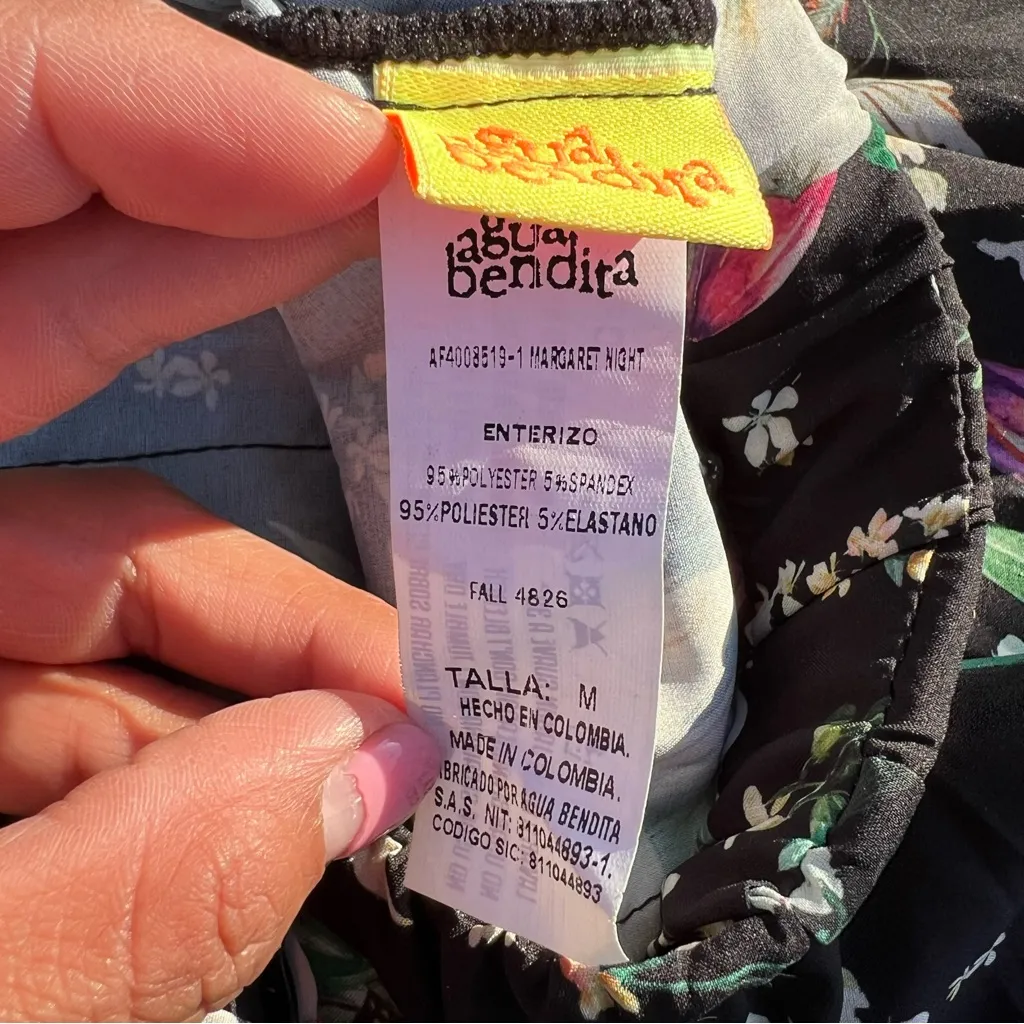 agua
bendita
agua
bendita
AF4008519-1 MARGARET NIGHT
ENTERIZO
95%POLYESTER 5%SPANDEX
95%POLIESTER 5%ELASTANO
FALL 4826
TALLA: M
HECHO EN COLOMBIA.
MADE IN COLOMBIA.
ABRICADO POR AGUA BENDITA
S.A.S. NIT: 811044893-1.
CODIGO SIC: 811044893